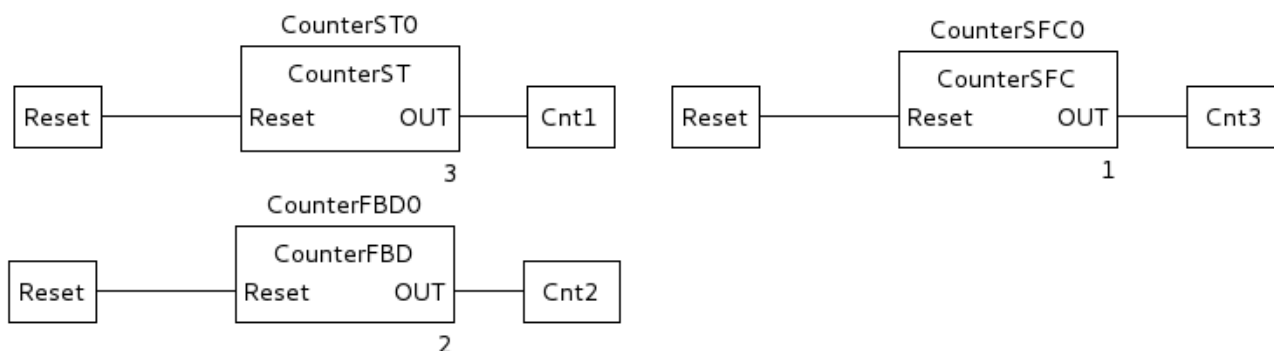 CounterST0
CounterST
Reset
Reset OUT
Cnt1
3
CounterFBD0
CounterFBD
Reset
Reset OUT
Cnt2
2
CounterSFC0
CounterSFC
Reset
Reset OUT
Cnt3
1